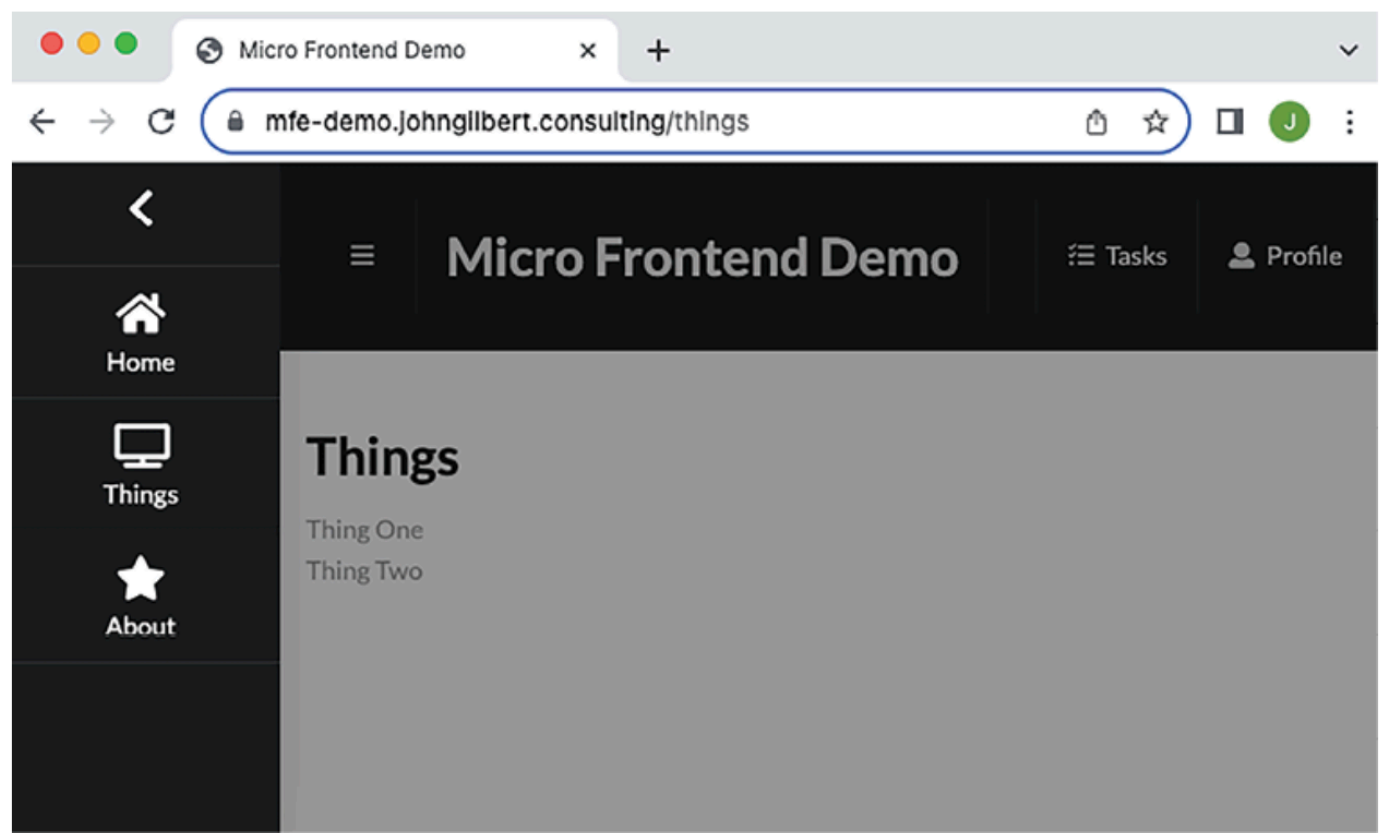 Micro Frontend Demo
mfe-demo.johngilbert.consulting/things
J
Micro Frontend Demo
Tasks
Profile
Home
Things
About
Things
Thing One
Thing Two